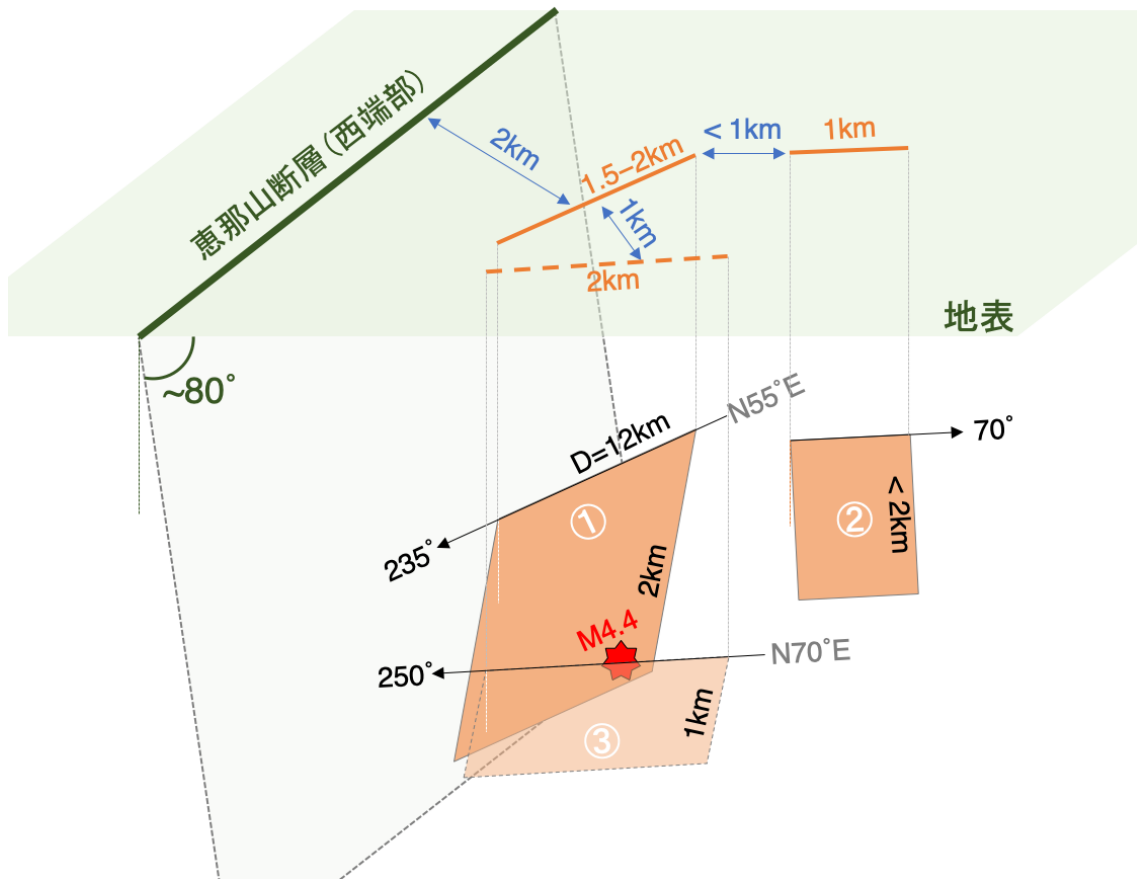 恵那山断層(西端部)
2km
< 1km
1km
1.5–2km
1km
2km
地表
~80˚
N55˚E
D=12km
70˚
①
②
< 2km
235˚
2km
M4.4
N70˚E
250˚
③
1km